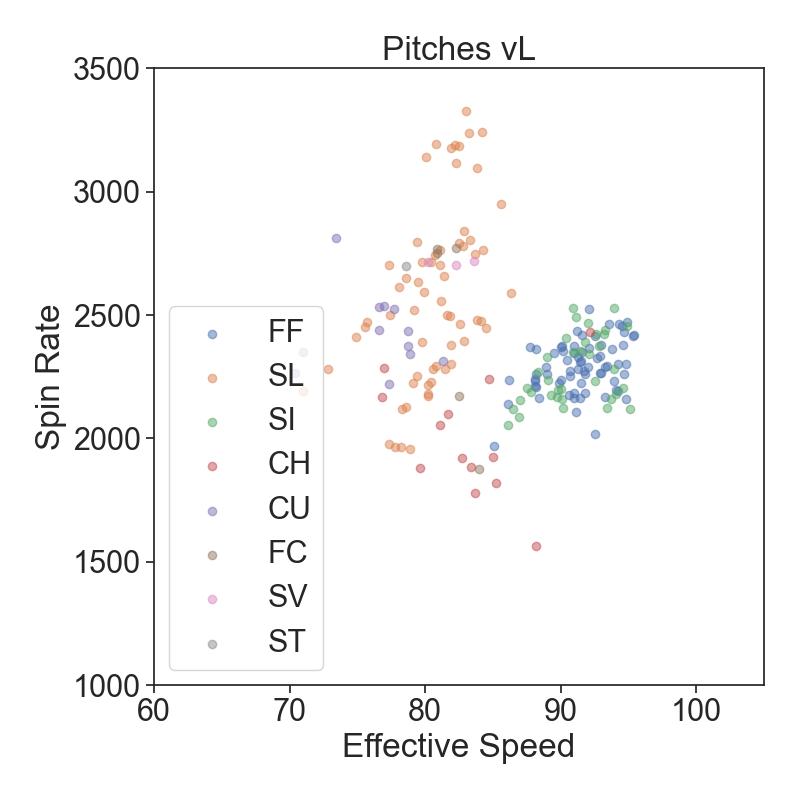 Pitches vL
3500
3000
2500
2000
1500
1000
Spin Rate
FF
SL
SI
CH
CU
FC
SV
ST
60 70 80 90 100
Effective Speed